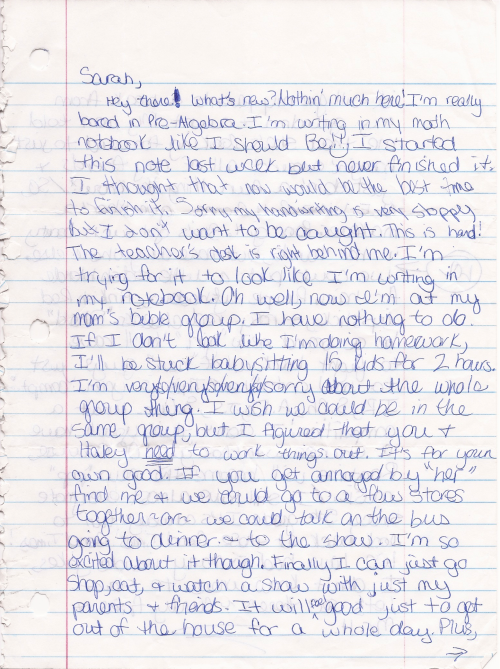 Sarah,
Hey there! what's new? Nothin' much here! I'm really
bored in Pre-Algebra. I'm writing in my math
notebook like I should Be!! I started
this note last week but never finished it.
I thought that now would be the best time
to finish it. Sorry, my handwriting is very sloppy
but I don't want to be caught. This is hard!
The teacher's desk is right behind me. I'm
trying for it to look like I'm writing in
my notebook. Oh well, now I'm at my
mom's bible group. I have nothing to do.
If I don't look like I'm doing homework,
I'll be stuck babysitting 15 kids for 2 hours.
I'm very/very/very/sorry about the whole
group thing. I wish we could be in the
same group, but I figured that you +
Haley need to work things out. It's for your
own good. If you get annoyed by "her"
find me + we could go to a few stores
together -or- we could talk on the bus
going to dinner + to the show. I'm so
excited about it though. Finally I can just go
shop, eat, + watch a show with just my
parents + friends. It will feel good just to get
out of the house for a whole day. Plus,
→